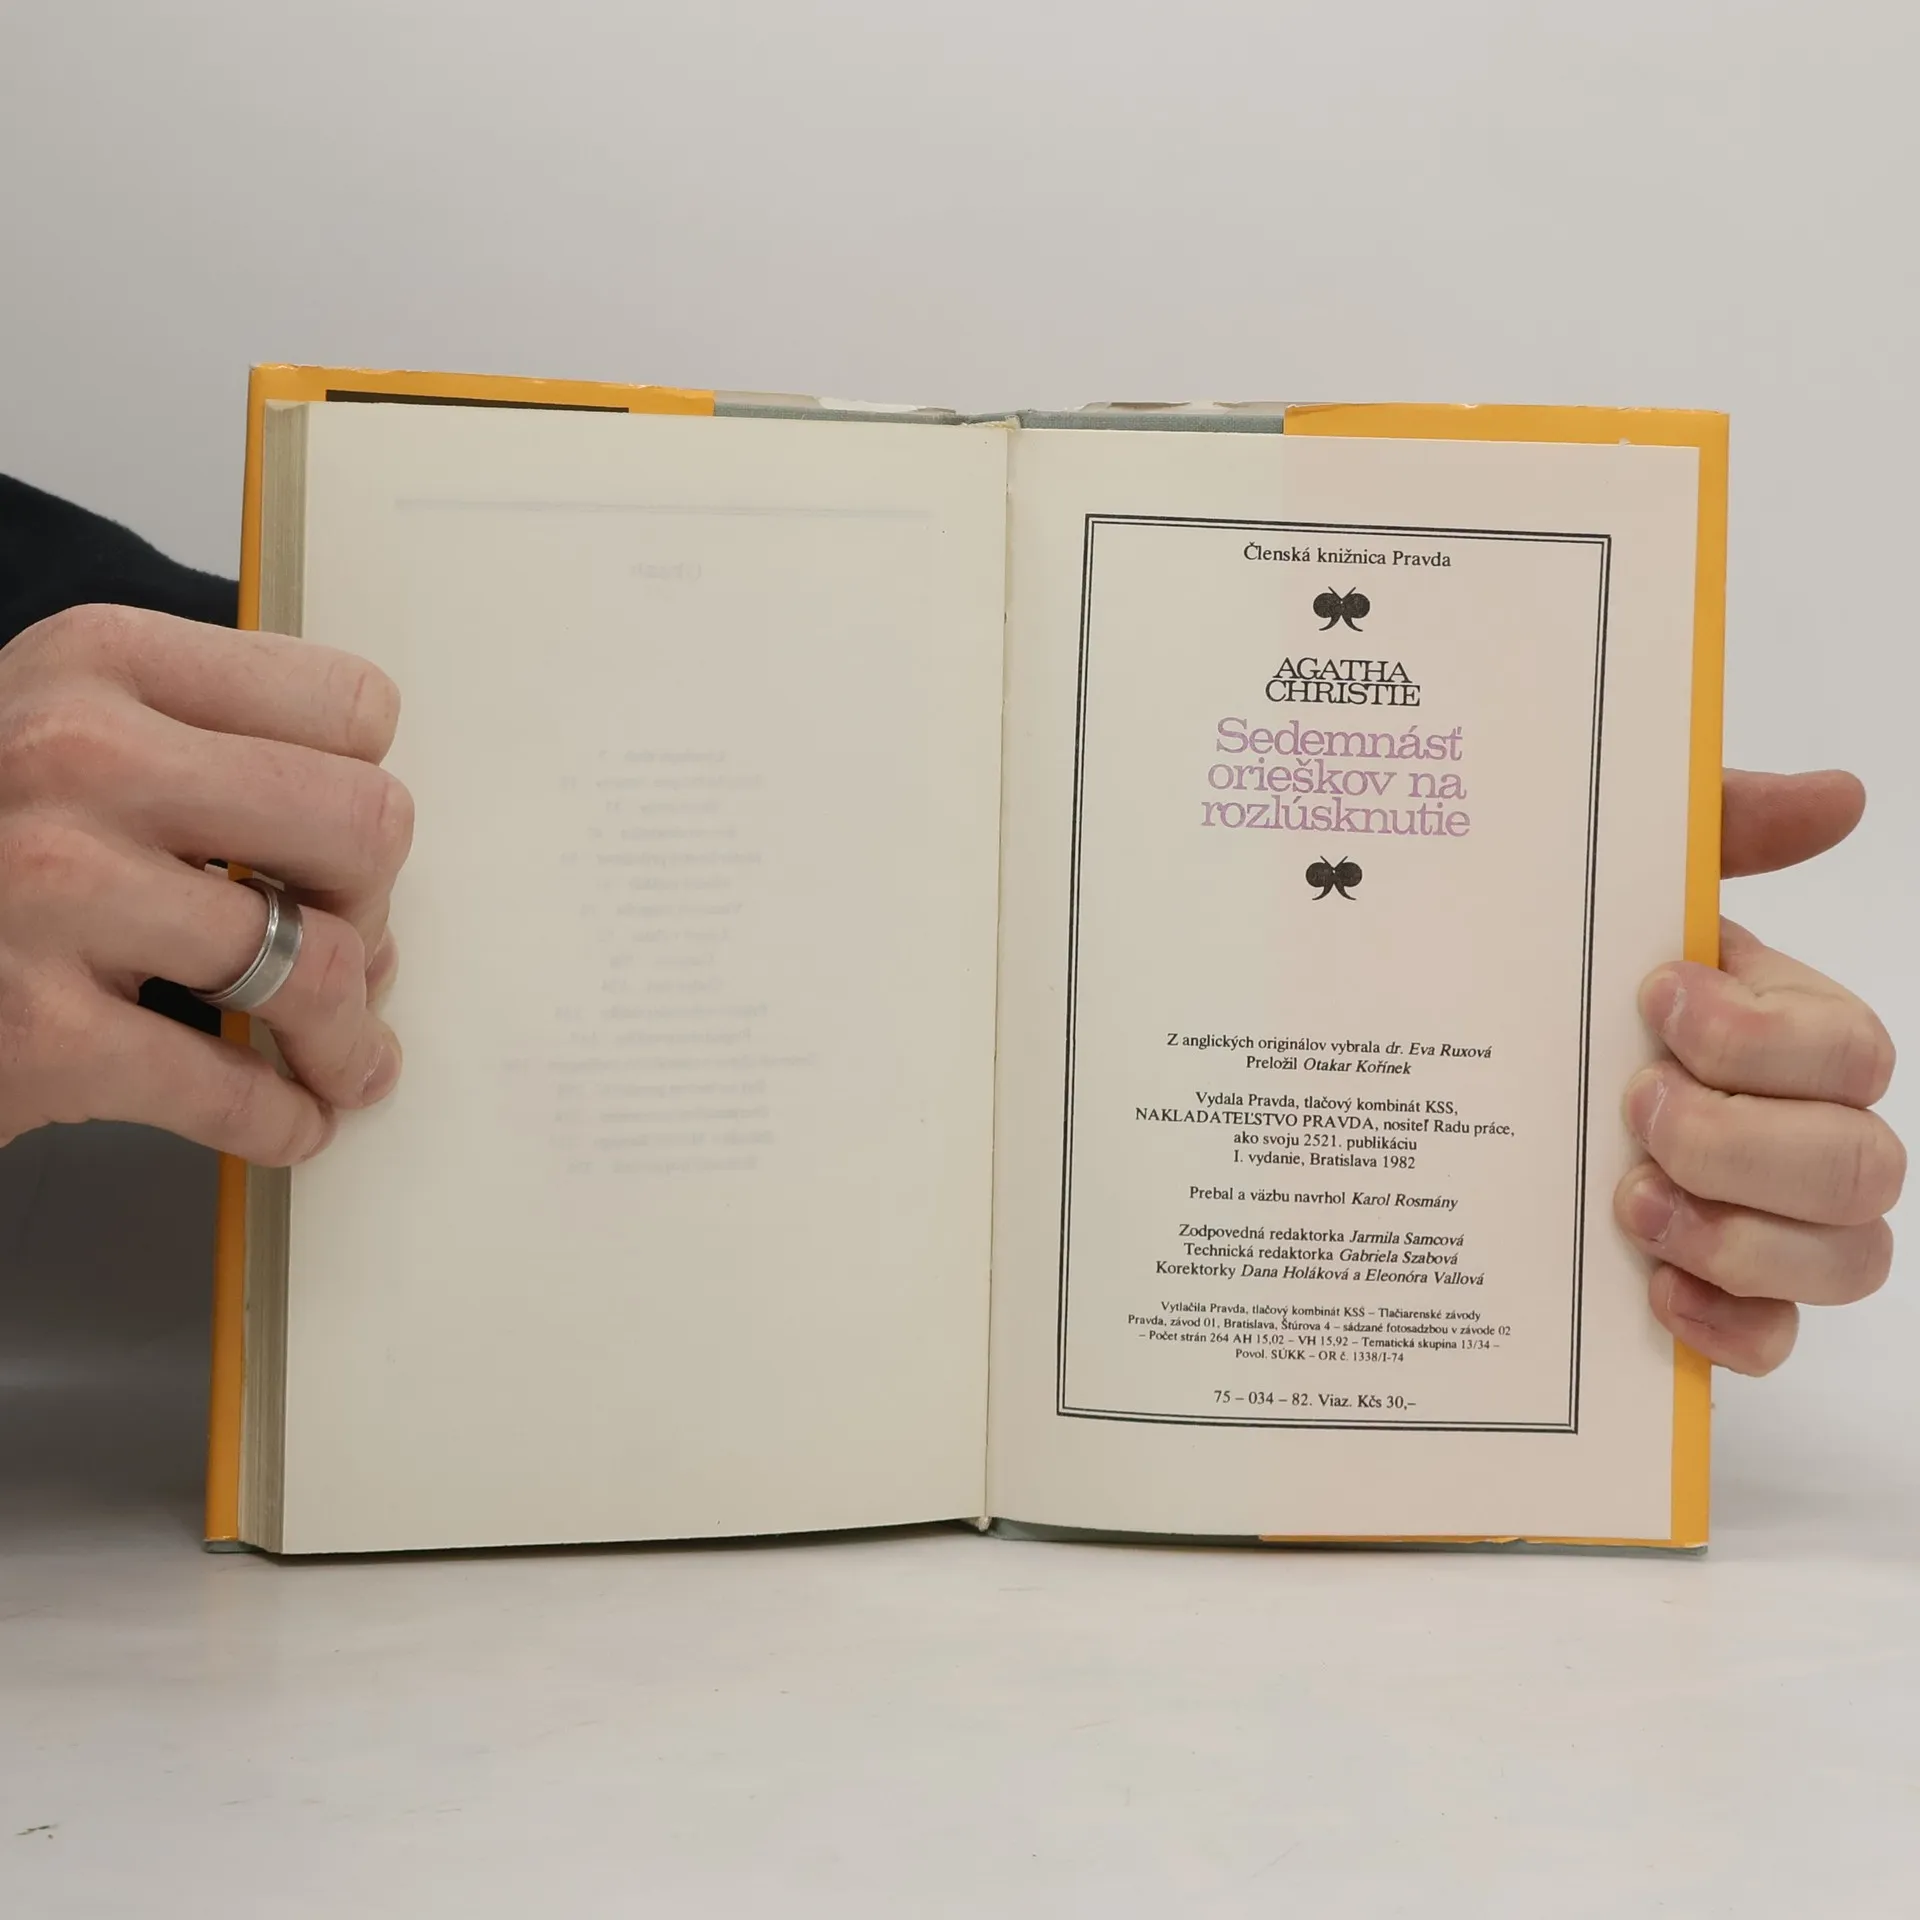 Členská knižnica Pravda
AGATHA
CHRISTIE
Sedemnásť
orieškov na
rozlúsknutie
Z anglických originálov vybrala dr. Eva Ruxová
Preložil Otakar Kořínek
Vydala Pravda, tlačový kombinát KSS,
NAKLADATEĽSTVO PRAVDA, nositeľ Radu práce,
ako svoju 2521. publikáciu
I. vydanie, Bratislava 1982
Prebal a väzbu navrhol Karol Rosmány
Zodpovedná redaktorka Jarmila Samcová
Technická redaktorka Gabriela Szabová
Korektorky Dana Holáková a Eleonóra Vallová
Vytlačila Pravda, tlačový kombinát KSS – Tlačiarenské závody
Pravda, závod 01, Bratislava, Štúrova 4 – sádzané fotosadzbou v závode 02
– Počet strán 264 AH 15,02 – VH 15,92 – Tematická skupina 13/34 –
Povol. SÚKK – OR č. 1338/I-74
75 – 034 – 82. Viaz. Kčs 30,–